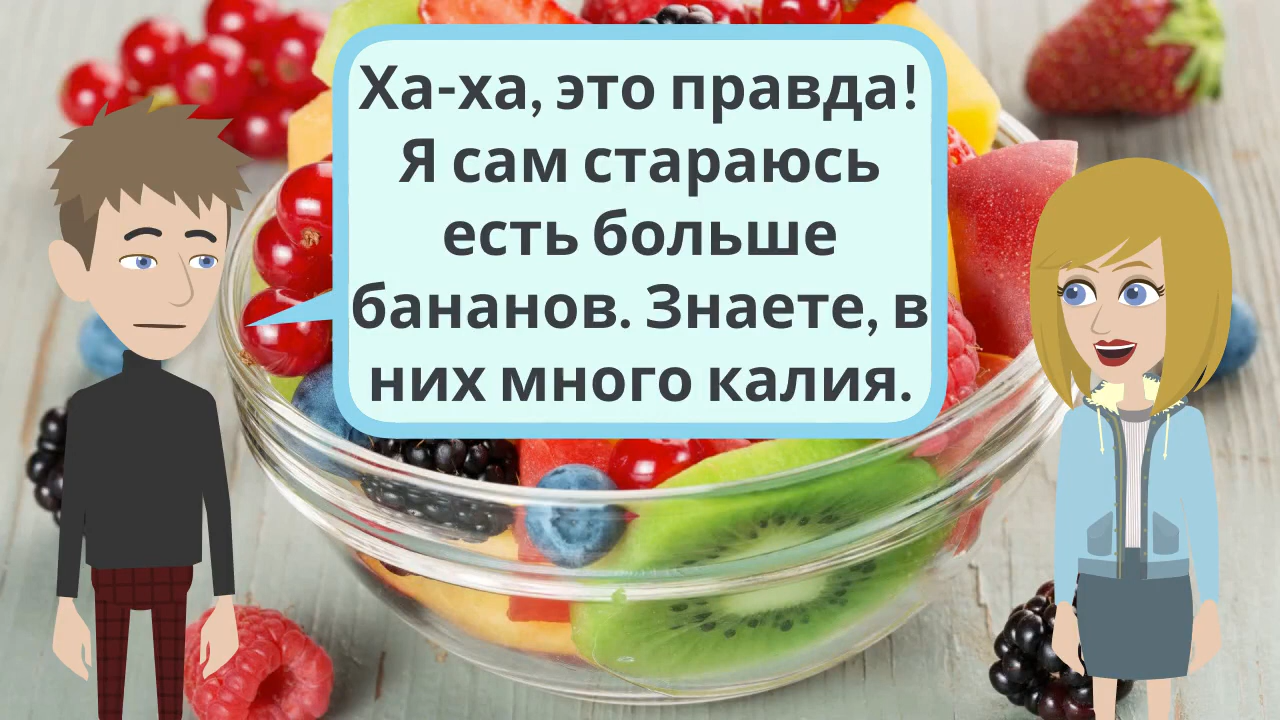 Ха-ха, это правда!
Я сам стараюсь
есть больше
бананов. Знаете, в
них много калия.